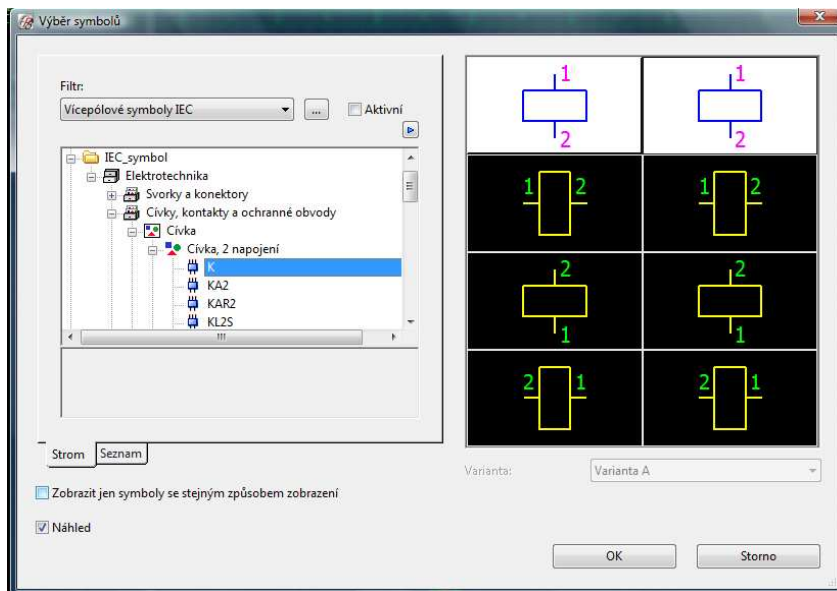 Výběr symbolů
Filtr:
Vícepólové symboly IEC
...
Aktivní
IEC_symbol
Elektrotechnika
Svorky a konektory
Cívky, kontakty a ochranné obvody
Cívka
Cívka, 2 napojení
K
KA2
KAR2
KL2S
Strom
Seznam
Zobrazit jen symboly se stejným způsobem zobrazení
Náhled
1 1
2 2
1 2 1 2
2 2
1 1
2 1 2 1
Varianta:
Varianta A
OK
Storno